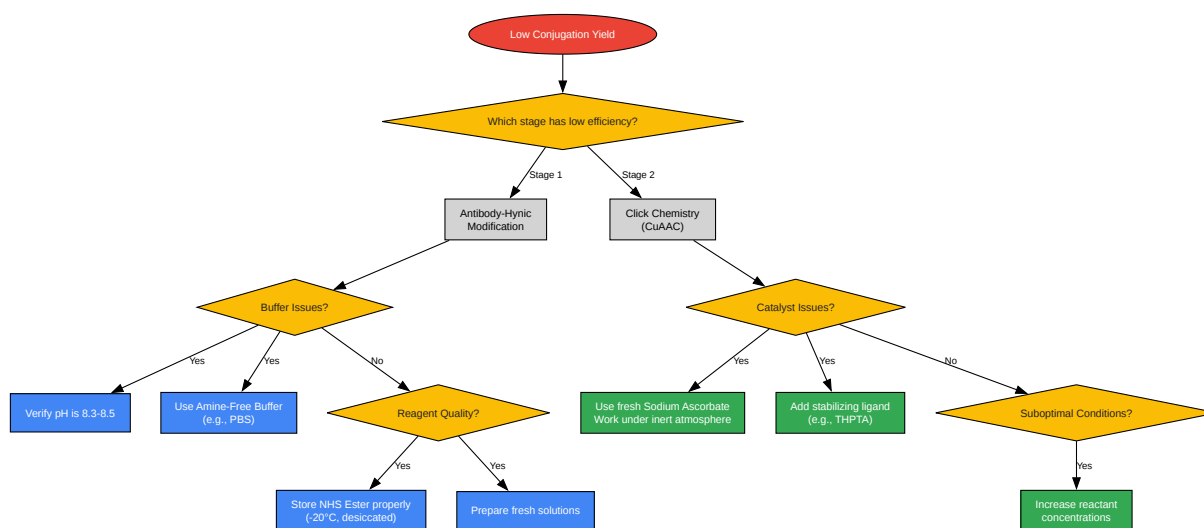 Low Conjugation Yield
Which stage has low efficiency?
Stage 1
Stage 2
Antibody-Hynic
Modification
Click Chemistry
(CuAAC)
Buffer Issues?
Catalyst Issues?
Yes
Yes
No
Yes
Yes
No
Verify pH is 8.3-8.5
Use Amine-Free Buffer
(e.g., PBS)
Reagent Quality?
Use fresh Sodium Ascorbate
Work under inert atmosphere
Add stabilizing ligand
(e.g., THPTA)
Suboptimal Conditions?
Yes
Yes
Yes
Store NHS Ester properly
(-20°C, desiccated)
Prepare fresh solutions
Increase reactant
concentrations